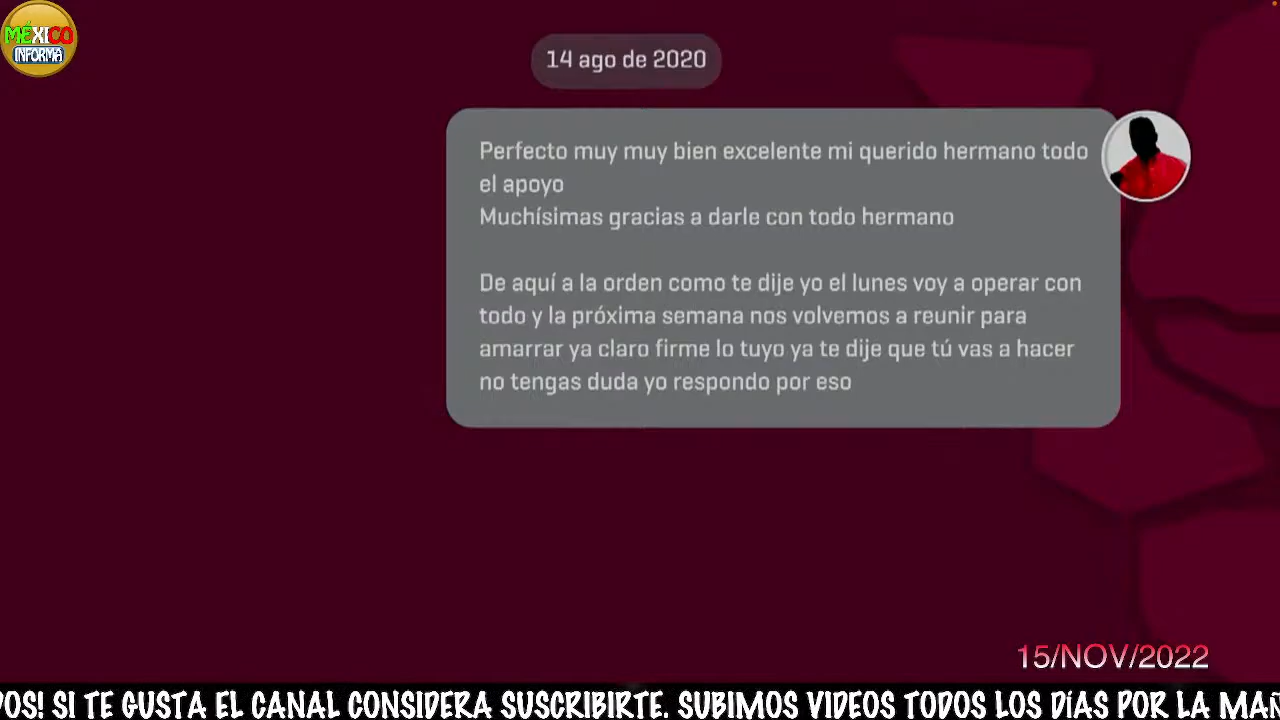 MÉXICO
INFORMA
14 ago de 2020
Perfecto muy muy bien excelente mi querido hermano todo
el apoyo
Muchísimas gracias a darle con todo hermano
De aquí a la orden como te dije yo el lunes voy a operar con
todo y la próxima semana nos volvemos a reunir para
amarrar ya claro firme lo tuyo ya te dije que tú vas a hacer
no tengas duda yo respondo por eso
15/NOV/2022
POS! SI TE GUSTA EL CANAL CONSIDERA SUSCRIBIRTE. SUBIMOS VIDEOS TODOS LOS DÍAS POR LA MAÑ